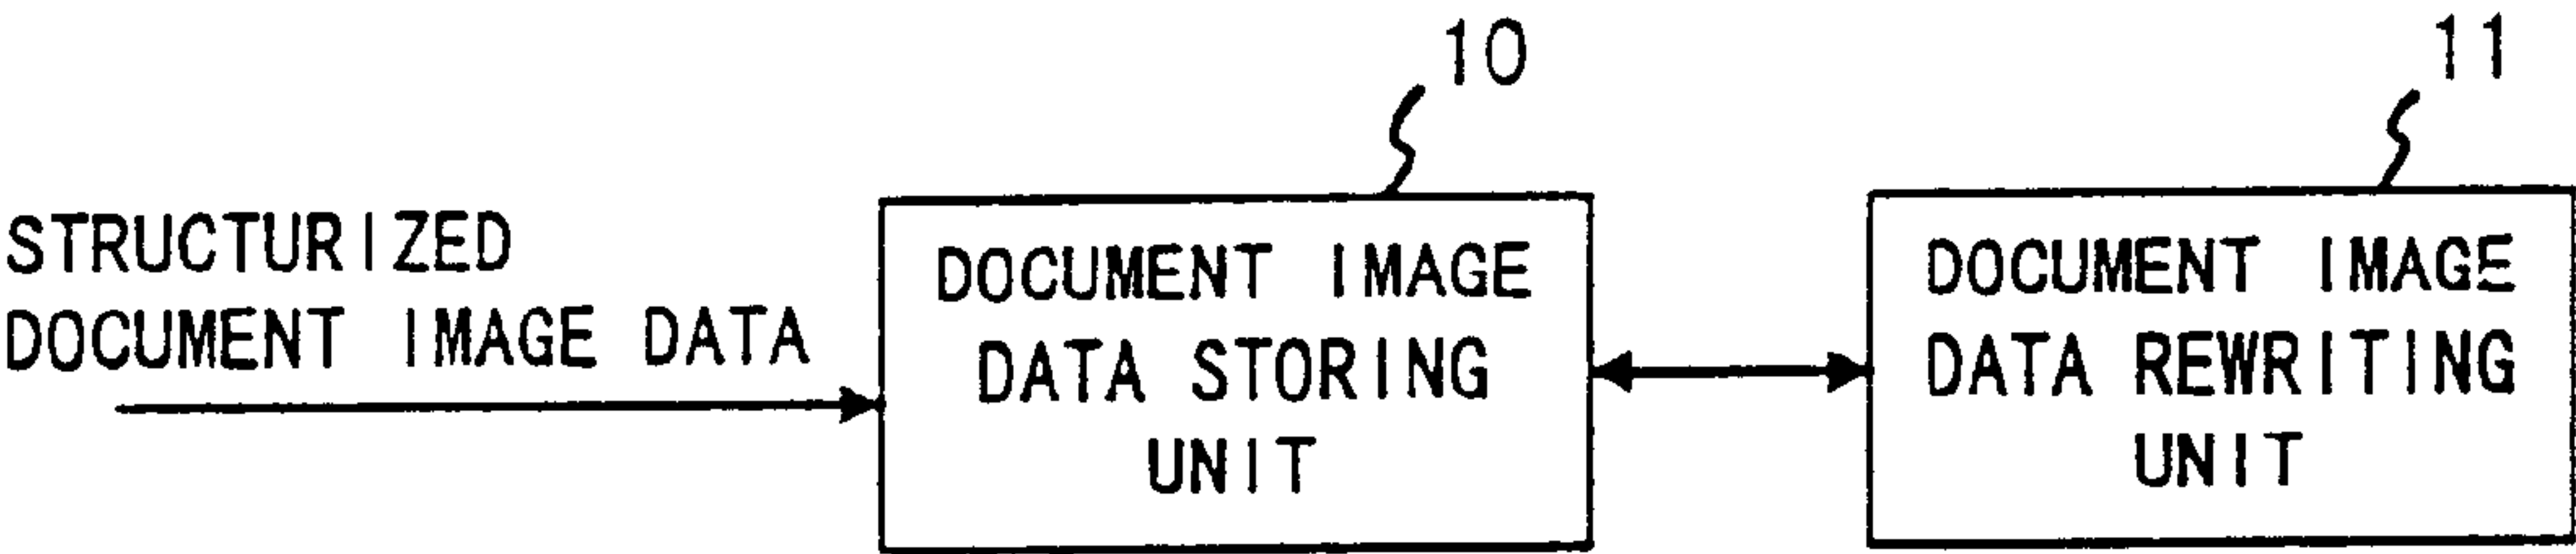 10
11
STRUCTURIZED
DOCUMENT IMAGE DATA
DOCUMENT IMAGE
DATA STORING
UNIT
DOCUMENT IMAGE
DATA REWRITING
UNIT